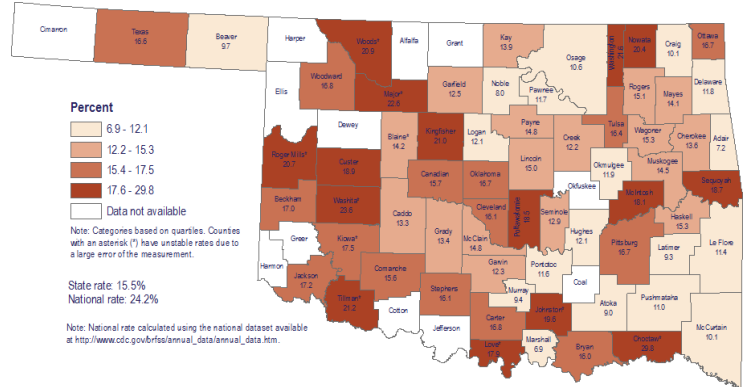 Cimarron
Texas
16.6
Beaver
9.7
Harper
Woods*
20.8
Alfalfa
Grant
Kay
13.9
Osage
10.6
Washington
21.6
Nowata
20.4
Craig
10.1
Ottawa
16.7
Ellis
Woodward
16.8
Major*
22.6
Garfield
12.5
Noble
8.0
Pawnee
11.7
Rogers
15.1
Mayes
14.1
Delaware
11.8
Percent
6.9 - 12.1
12.2 - 15.3
15.4 - 17.5
17.6 - 29.8
Data not available
Note: Categories based on quartiles. Counties
with an asterisk (*) have unstable rates due to
a large error of the measurement.
State rate: 15.5%
National rate: 24.2%
Note: National rate calculated using the national dataset available
at http://www.cdc.gov/brfss/annual_data/annual_data.htm.
Dewey
Blaine*
14.2
Kingfisher
21.0
Logan
12.1
Payne
14.8
Creek
12.2
Tulsa
16.4
Wagoner
15.3
Cherokee
13.6
Adair
7.2
Roger Mills*
20.7
Custer
18.9
Canadian
15.7
Oklahoma
16.7
Lincoln
15.0
Okfuskee
Okmulgee
11.9
Muskogee
14.5
Sequoyah
18.7
Beckham
17.0
Washita*
23.6
Caddo
13.3
Grady
13.4
Cleveland
16.1
McClain
14.8
Pottawatomie
18.5
Seminole
12.9
Hughes
12.1
McIntosh
18.1
Haskell
15.3
Greer
Kiowa*
17.5
Harmon
Jackson
17.2
Tillman*
21.2
Comanche
15.6
Cotton
Stephens
16.1
Jefferson
Garvin
12.3
Pontotoc
11.6
Murray
9.4
Coal
Pittsburg
16.7
Latimer
9.3
Le Flore
11.4
Carter
16.8
Love*
17.9
Johnston*
Marshall
6.9
Atoka
9.0
Bryan
16.0
Pushmataha
11.0
Choctaw*
20.8
McCurtain
10.1